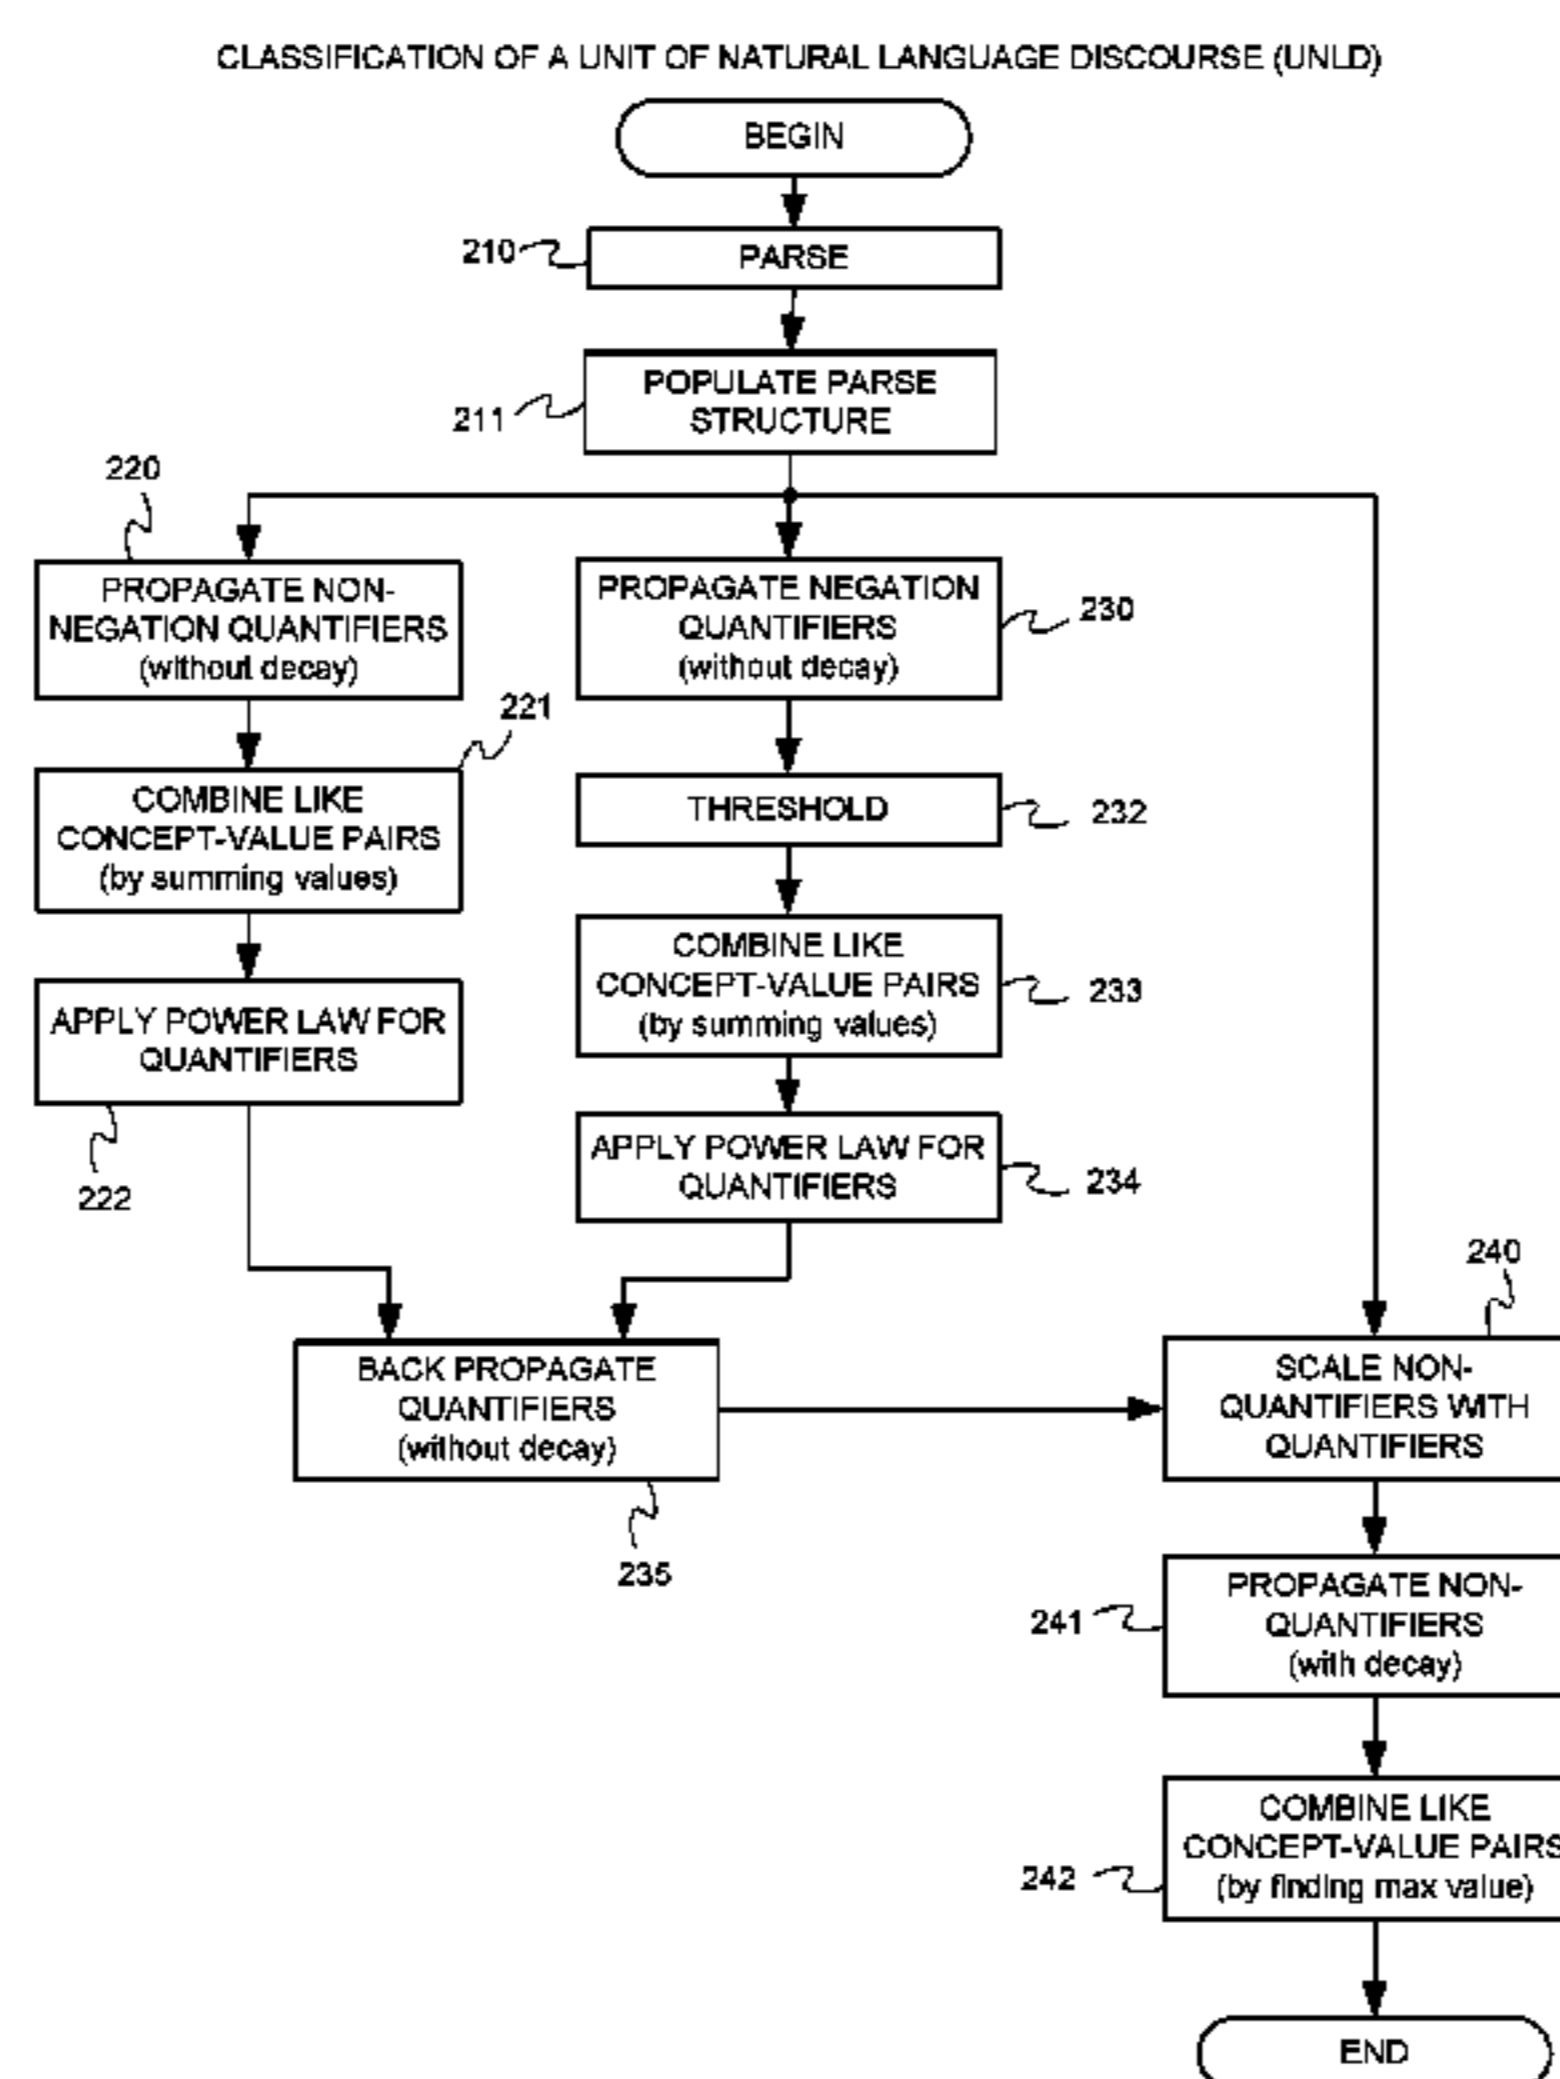 CLASSIFICATION OF A UNIT OF NATURAL LANGUAGE DISCOURSE (UNLD)
BEGIN
210
PARSE
211
POPULATE PARSE
STRUCTURE
220
PROPAGATE NON-
NEGATION QUANTIFIERS
(without decay)
221
COMBINE LIKE
CONCEPT-VALUE PAIRS
(by summing values)
APPLY POWER LAW FOR
QUANTIFIERS
222
PROPAGATE NEGATION
QUANTIFIERS
(without decay)
230
THRESHOLD
232
COMBINE LIKE
CONCEPT-VALUE PAIRS
(by summing values)
233
APPLY POWER LAW FOR
QUANTIFIERS
234
BACK PROPAGATE
QUANTIFIERS
(without decay)
235
240
SCALE NON-
QUANTIFIERS WITH
QUANTIFIERS
241
PROPAGATE NON-
QUANTIFIERS
(with decay)
242
COMBINE LIKE
CONCEPT-VALUE PAIRS
(by finding max value)
END